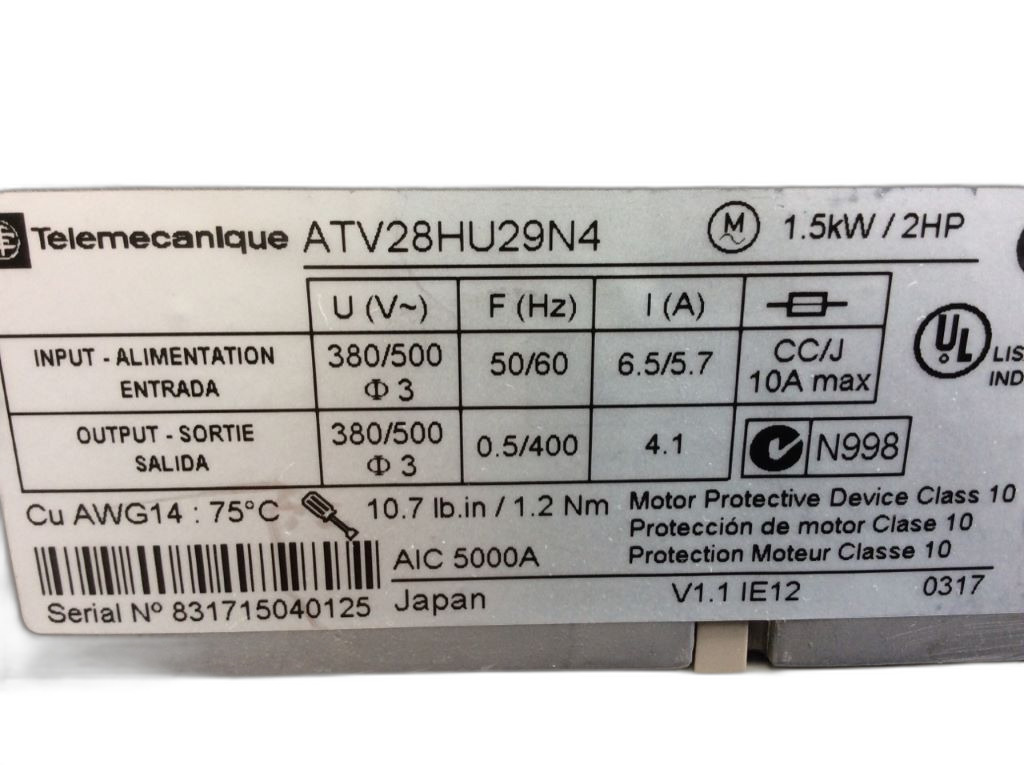 Telemecanique ATV28HU29N4 M 1.5kW / 2HP
U (V~) F (Hz) I (A)
INPUT - ALIMENTATION
ENTRADA
380/500
Φ 3
50/60
6.5/5.7
CC/J
10A max
OUTPUT - SORTIE
SALIDA
380/500
Φ 3
0.5/400
4.1
N998
UL
Cu AWG14 : 75°C 10.7 lb.in / 1.2 Nm
Motor Protective Device Class 10
Protección de motor Clase 10
Protection Moteur Classe 10
AIC 5000A
Serial Nº 831715040125
Japan V1.1 IE12 0317